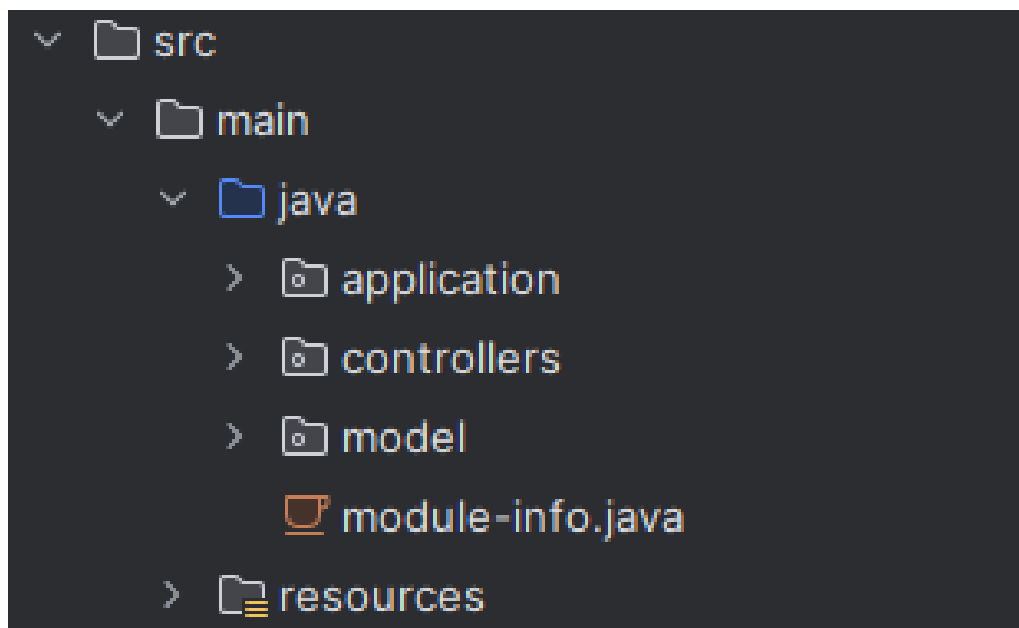 src
main
java
application
controllers
model
module-info.java
resources